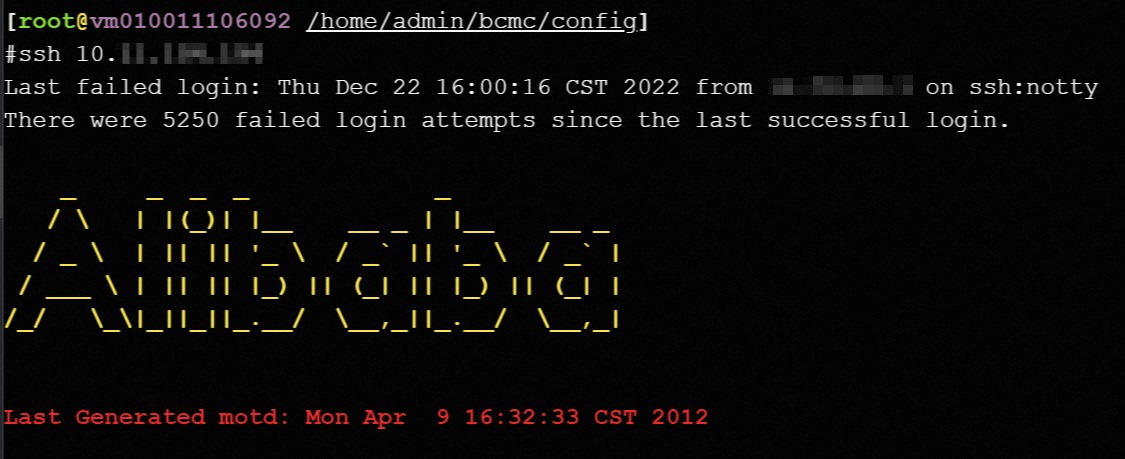 [root@vm010011106092 /home/admin/bcmc/config]
#ssh 10.
Last failed login: Thu Dec 22 16:00:16 CST 2022 from on ssh:notty
There were 5250 failed login attempts since the last successful login.
Alibaba
Last Generated motd: Mon Apr  9 16:32:33 CST 2012